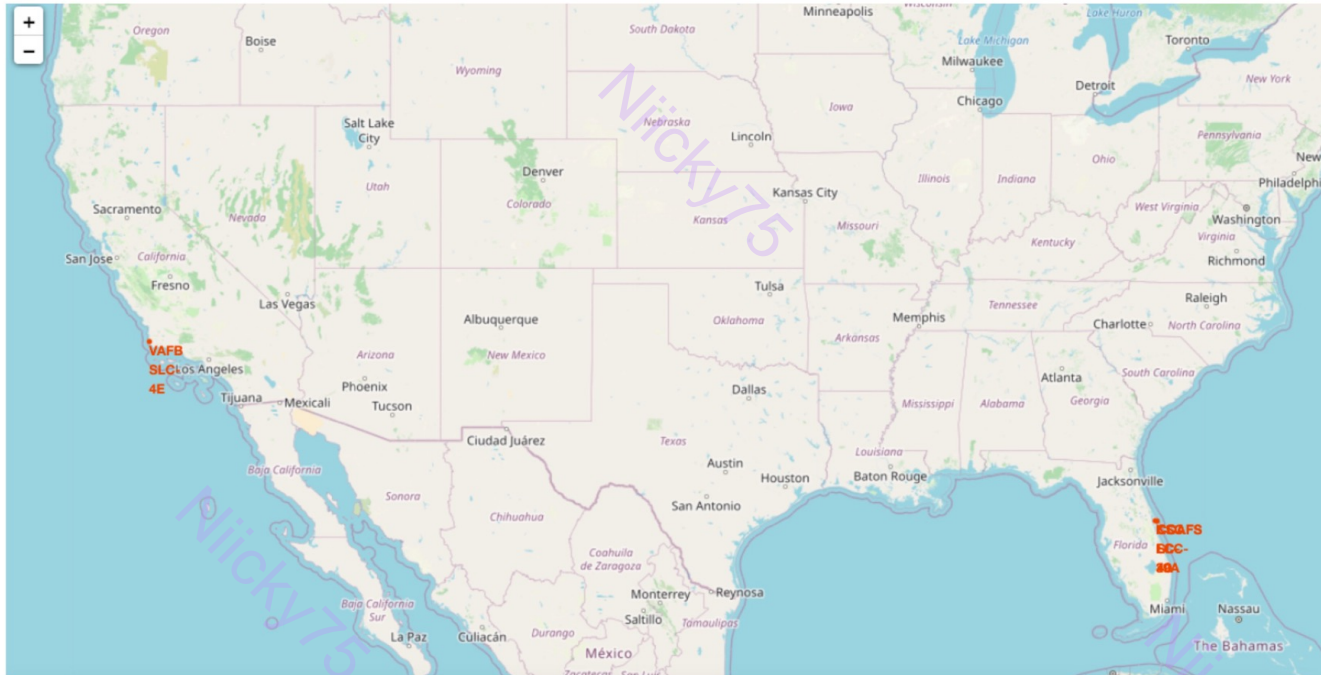 +
−
Oregon
Boise
South Dakota
Minneapolis
Wisconsin
Lake Huron
Lake Michigan
Toronto
Milwaukee
Wyoming
Detroit
New York
Chicago
Iowa
Nebraska
Salt Lake
City
Lincoln
Pennsylvania
Ohio
New
Denver
Utah
Illinois
Indiana
Philadelphi
Kansas City
Colorado
Nevada
Sacramento
Kansas
Missouri
West Virginia
Washington
Virginia
Kentucky
San Jose
California
Richmond
Fresno
Las Vegas
Tulsa
Raleigh
Tennessee
Albuquerque
Oklahoma
Memphis
Charlotte
North Carolina
Arkansas
VAFB
SLC-
4E
Los Angeles
Arizona
New Mexico
South Carolina
Phoenix
Atlanta
Dallas
Tijuana
Mexicali
Tucson
Mississippi
Alabama
Georgia
Ciudad Juárez
Texas
Louisiana
Baja California
Austin
Houston
Baton Rouge
Jacksonville
Sonora
San Antonio
Chihuahua
Florida
Coahuila
de Zaragoza
Monterrey
Reynosa
Baja California
Sur
Saltillo
Tamaulipas
Miami
Nassau
La Paz
Culiacán
Durango
The Bahamas
México
Zacatecas
San Luis
Niicky75
Niicky75